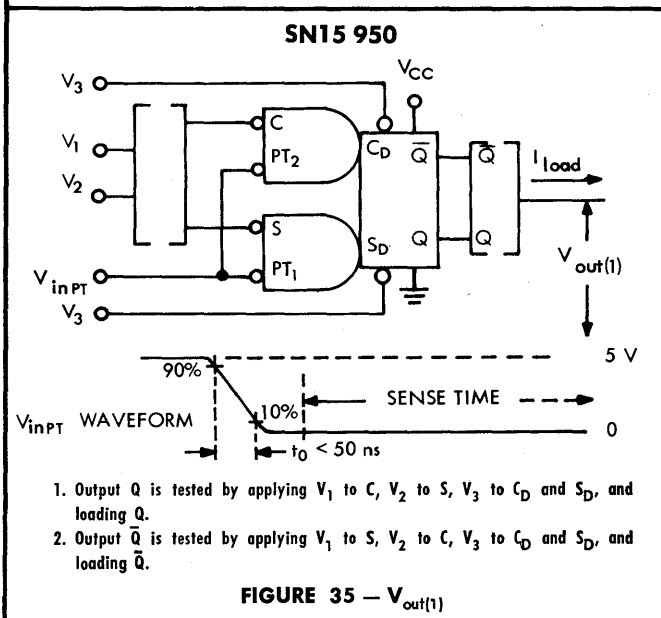 SN15 950
V3
VCC
V1
V2
C
PT2
CD
Q̅
Q̅
Iload
S
PT1
SD
Q
Q
Vout(1)
VinPT
V3
5 V
90%
SENSE TIME
VinPT WAVEFORM
10%
0
t0 < 50 ns
1. Output Q is tested by applying V1 to C, V2 to S, V3 to CD and SD, and
loading Q.
2. Output Q̅ is tested by applying V1 to S, V2 to C, V3 to CD and SD, and
loading Q̅.
FIGURE 35 — Vout(1)